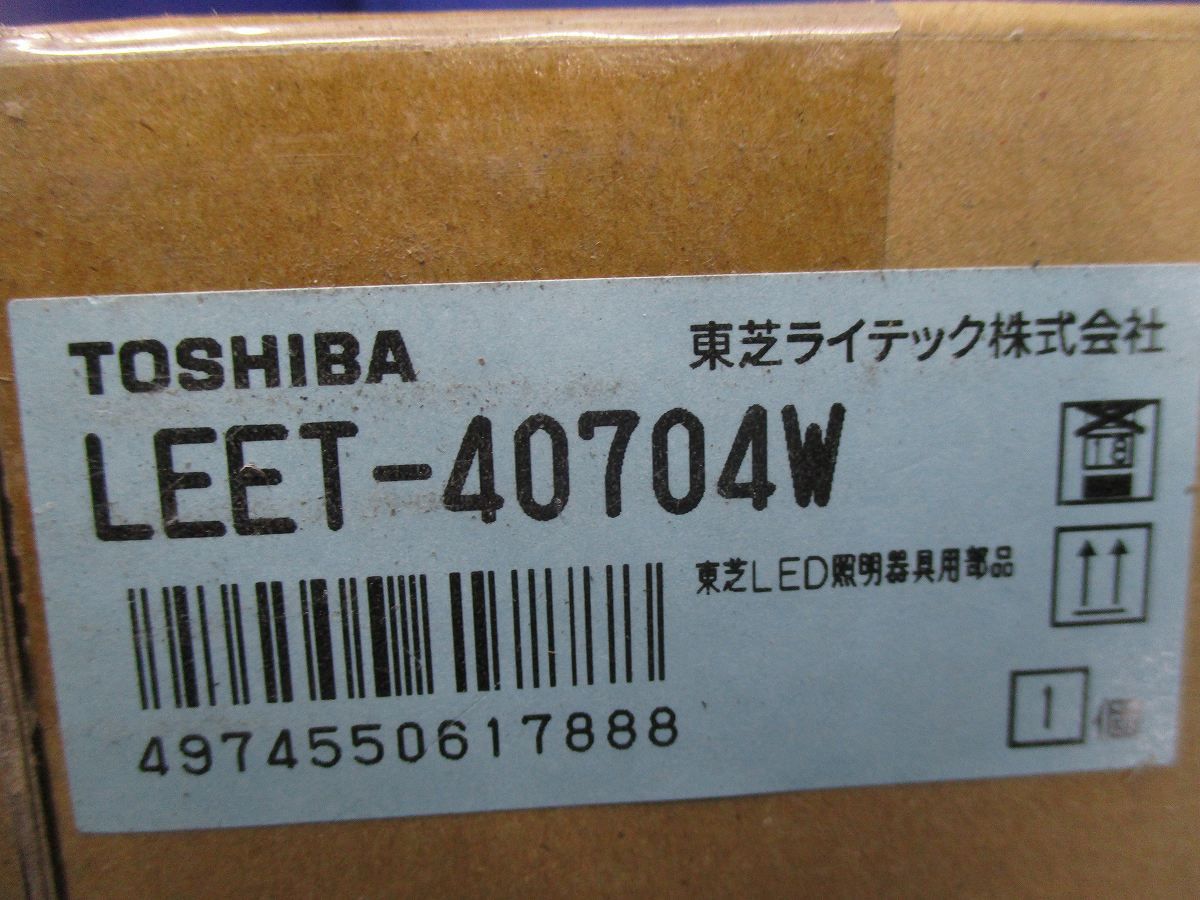 TOSHIBA
東芝ライテック株式会社
LEET-40704W
東芝LED照明器具用部品
4974550617888
1個